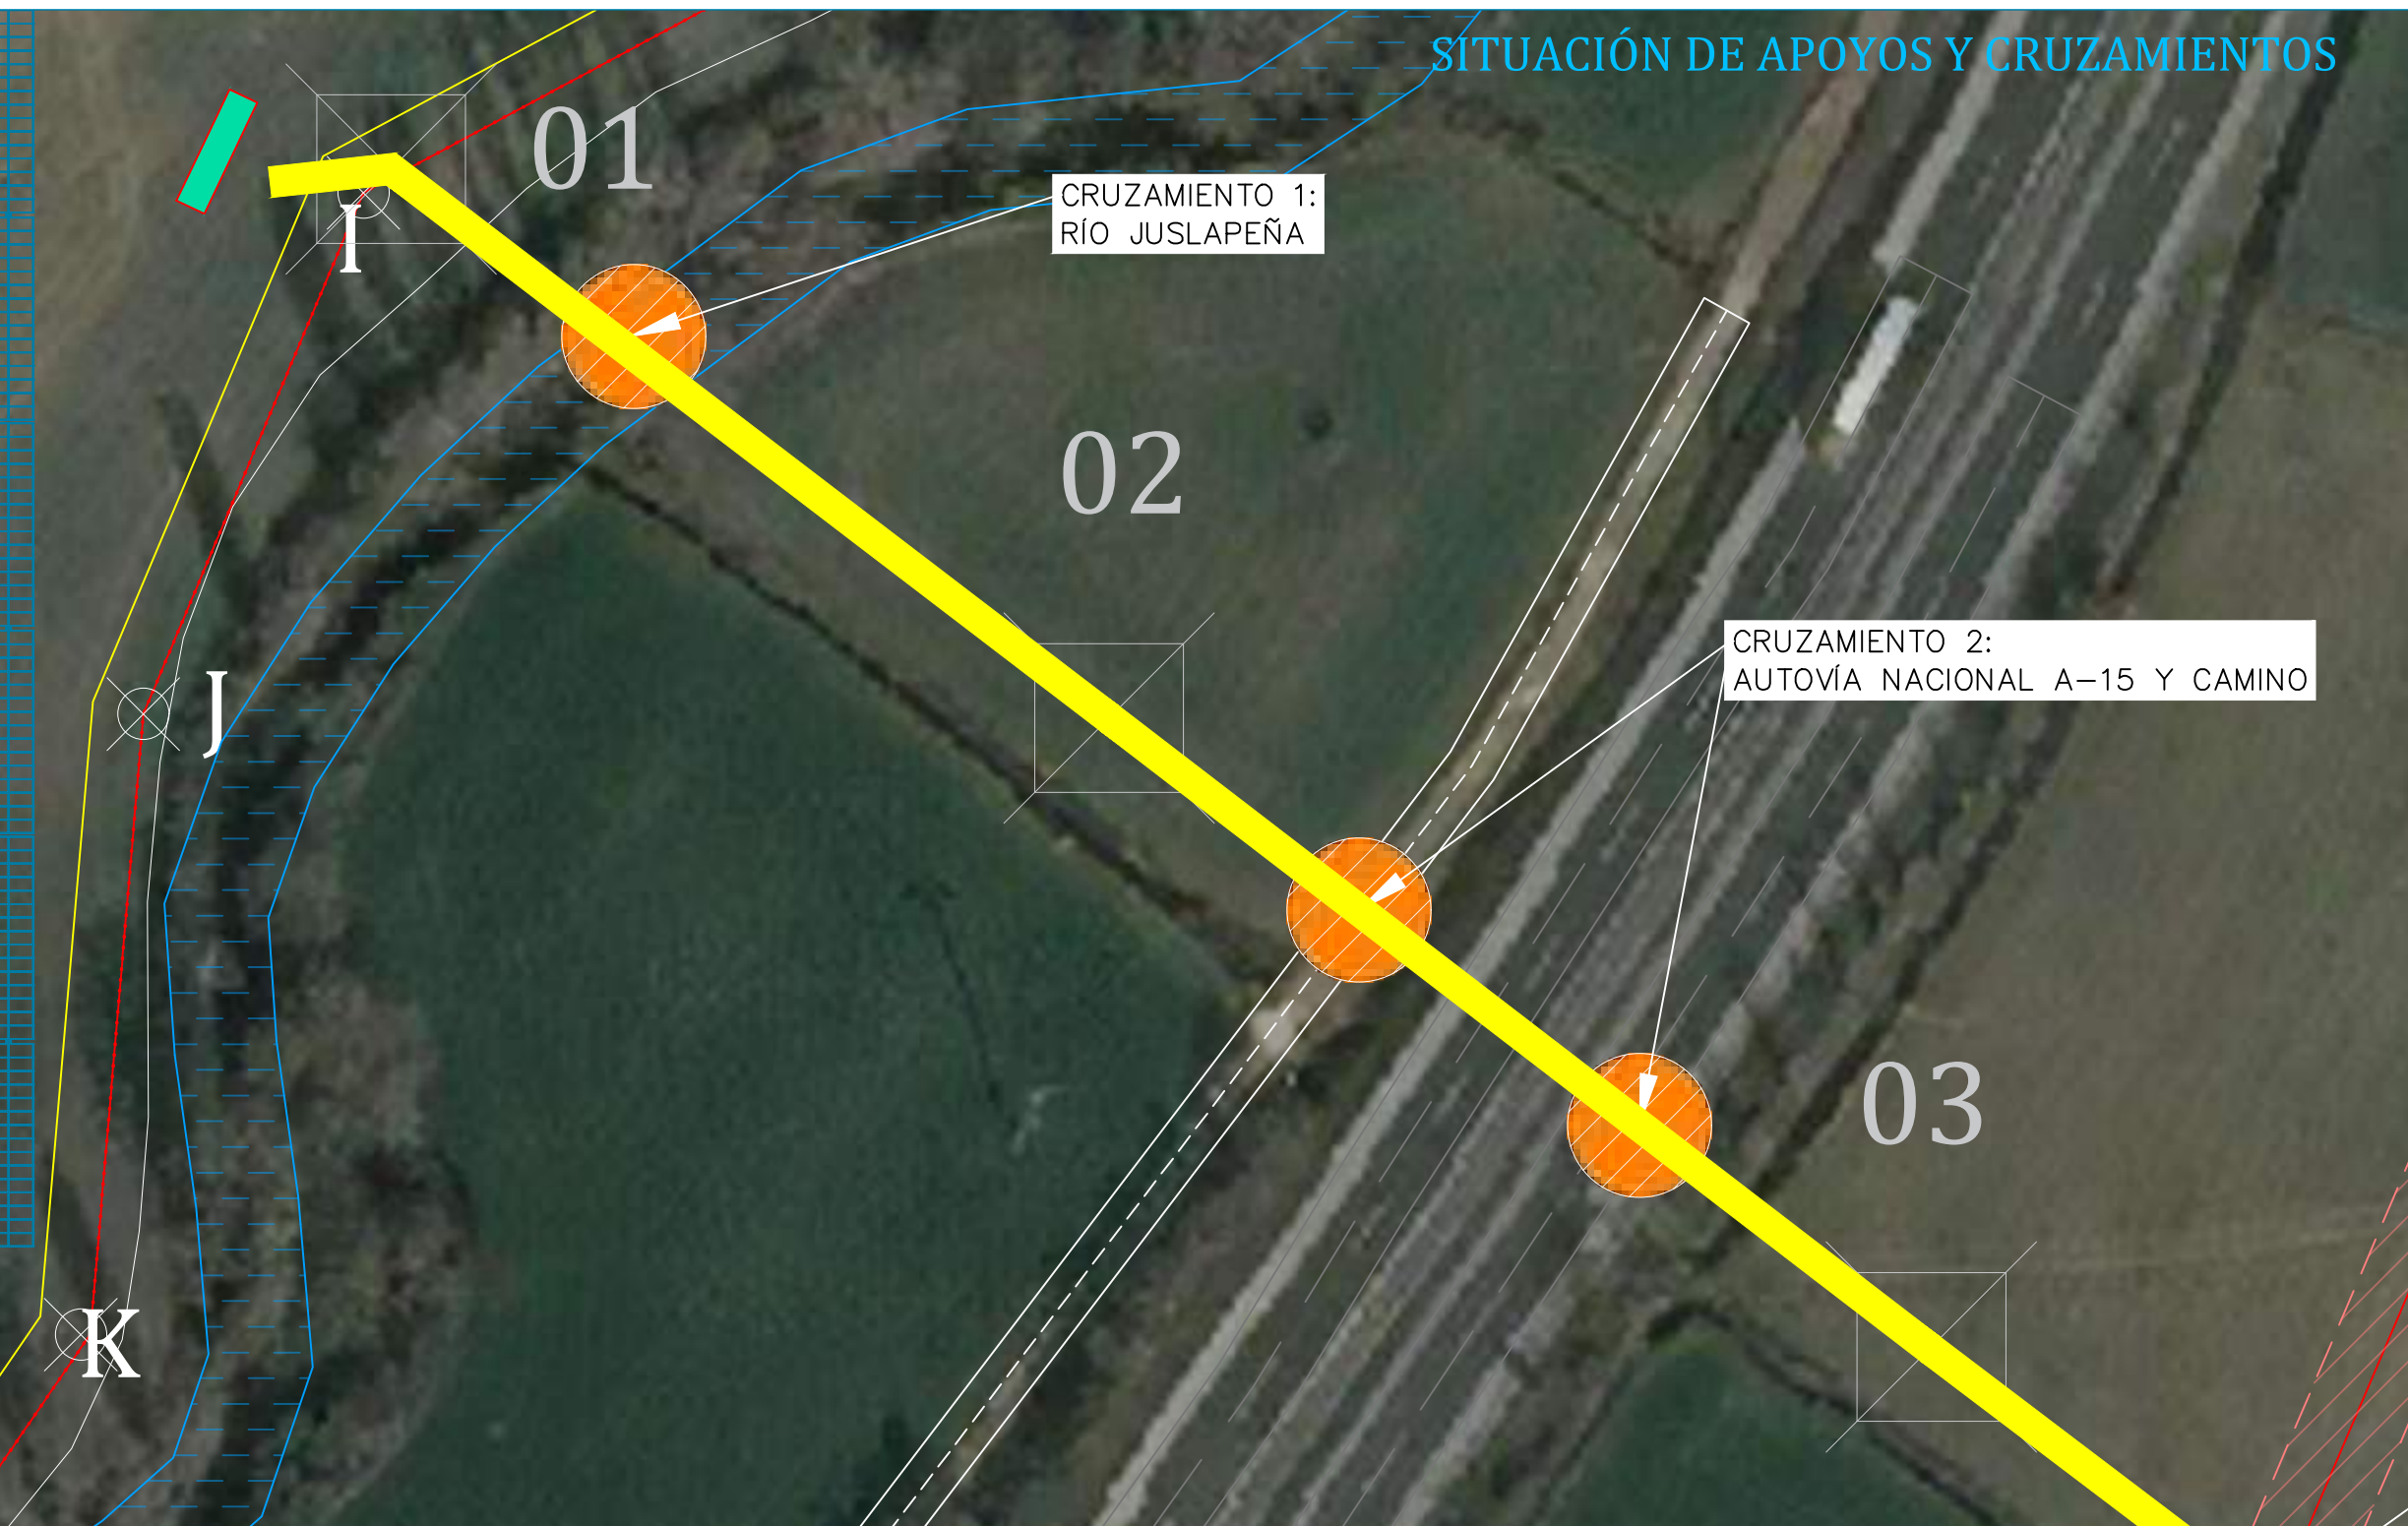 SITUACIÓN DE APOYOS Y CRUZAMIENTOS
01
CRUZAMIENTO 1:
RÍO JUSLAPEÑA
I
02
CRUZAMIENTO 2:
AUTOVÍA NACIONAL A-15 Y CAMINO
J
03
K